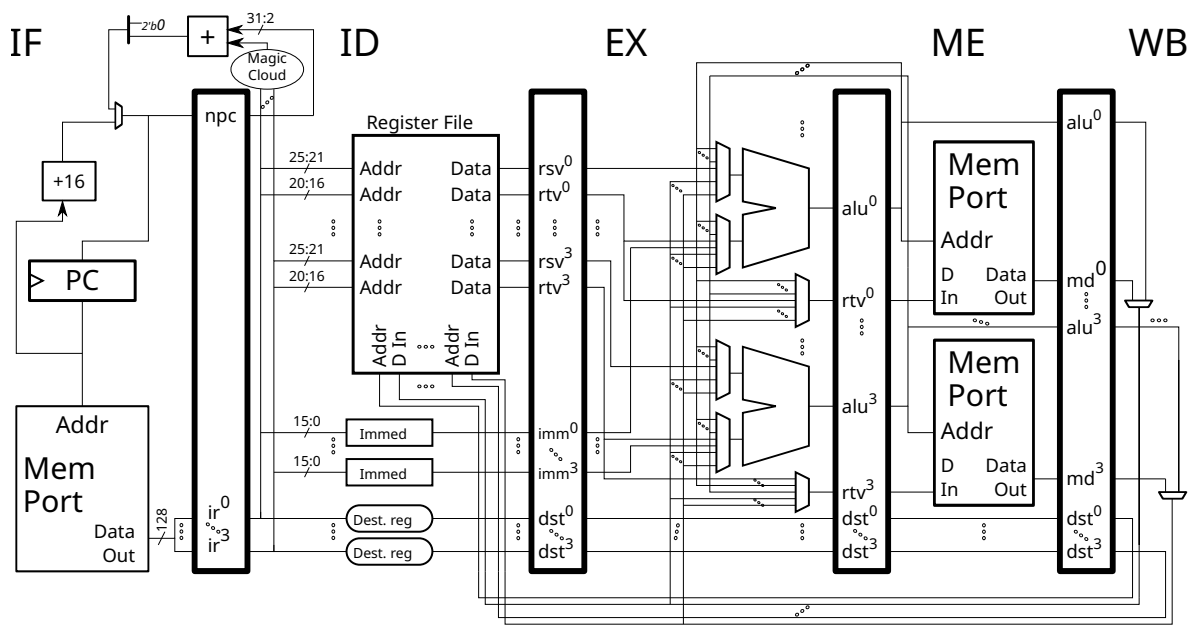 IF
ID
EX
ME
WB
2'b0
+
31:2
Magic
Cloud
npc
+16
PC
Addr
Mem
Port
Data
Out
128
ir0
ir3
Register File
25:21
Addr
Data
rsv0
20:16
Addr
Data
rtv0
25:21
Addr
Data
rsv3
20:16
Addr
Data
rtv3
Addr
D In
Addr
D In
15:0
Immed
imm0
15:0
Immed
imm3
Dest. reg
dst0
Dest. reg
dst3
alu0
rtv0
alu3
rtv3
dst0
dst3
Mem
Port
Addr
D
In
Data
Out
Mem
Port
Addr
D
In
Data
Out
alu0
md0
alu3
md3
dst0
dst3